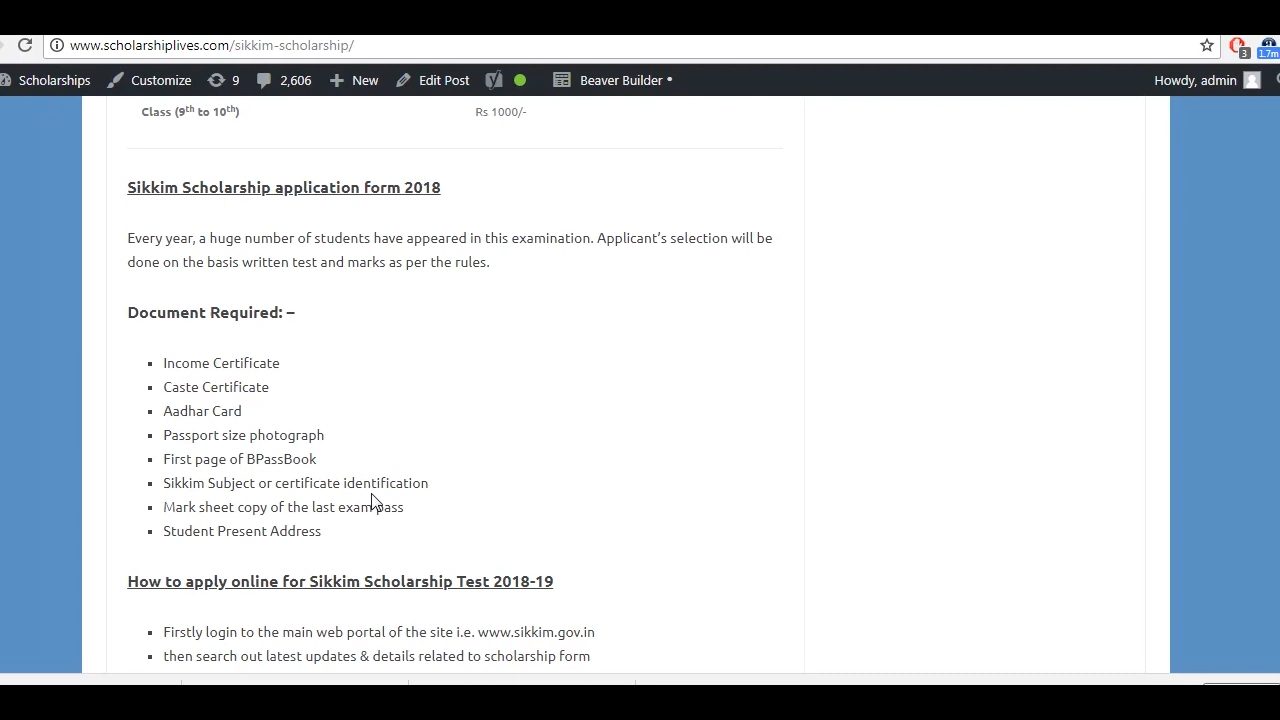 www.scholarshiplives.com/sikkim-scholarship/
3
1.7m
Scholarships Customize 9 2,606 New Edit Post Beaver Builder Howdy, admin
Class (9th to 10th) Rs 1000/-
Sikkim Scholarship application form 2018
Every year, a huge number of students have appeared in this examination. Applicant’s selection will be
done on the basis written test and marks as per the rules.
Document Required: –
Income Certificate
Caste Certificate
Aadhar Card
Passport size photograph
First page of BPassBook
Sikkim Subject or certificate identification
Mark sheet copy of the last exam pass
Student Present Address
How to apply online for Sikkim Scholarship Test 2018-19
Firstly login to the main web portal of the site i.e. www.sikkim.gov.in
then search out latest updates & details related to scholarship form